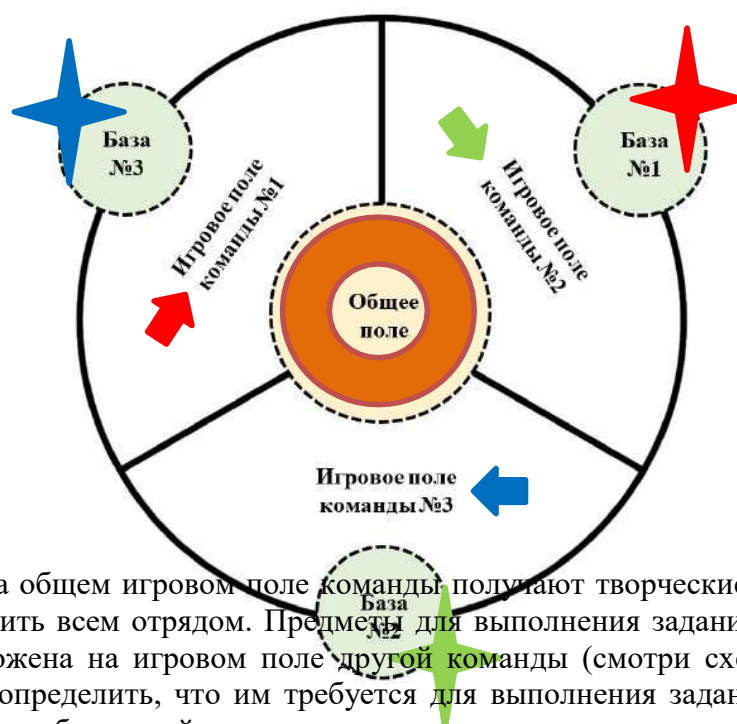 База
№3
База
№1
Игровое поле
команды №1
Игровое поле
команды №2
Общее
поле
Игровое поле
команды №3
База
№2
а общем игровом поле команды получают творческие
ить всем отрядом. Предметы для выполнения задани
ожена на игровом поле другой команды (смотри схе
определить, что им требуется для выполнения задан